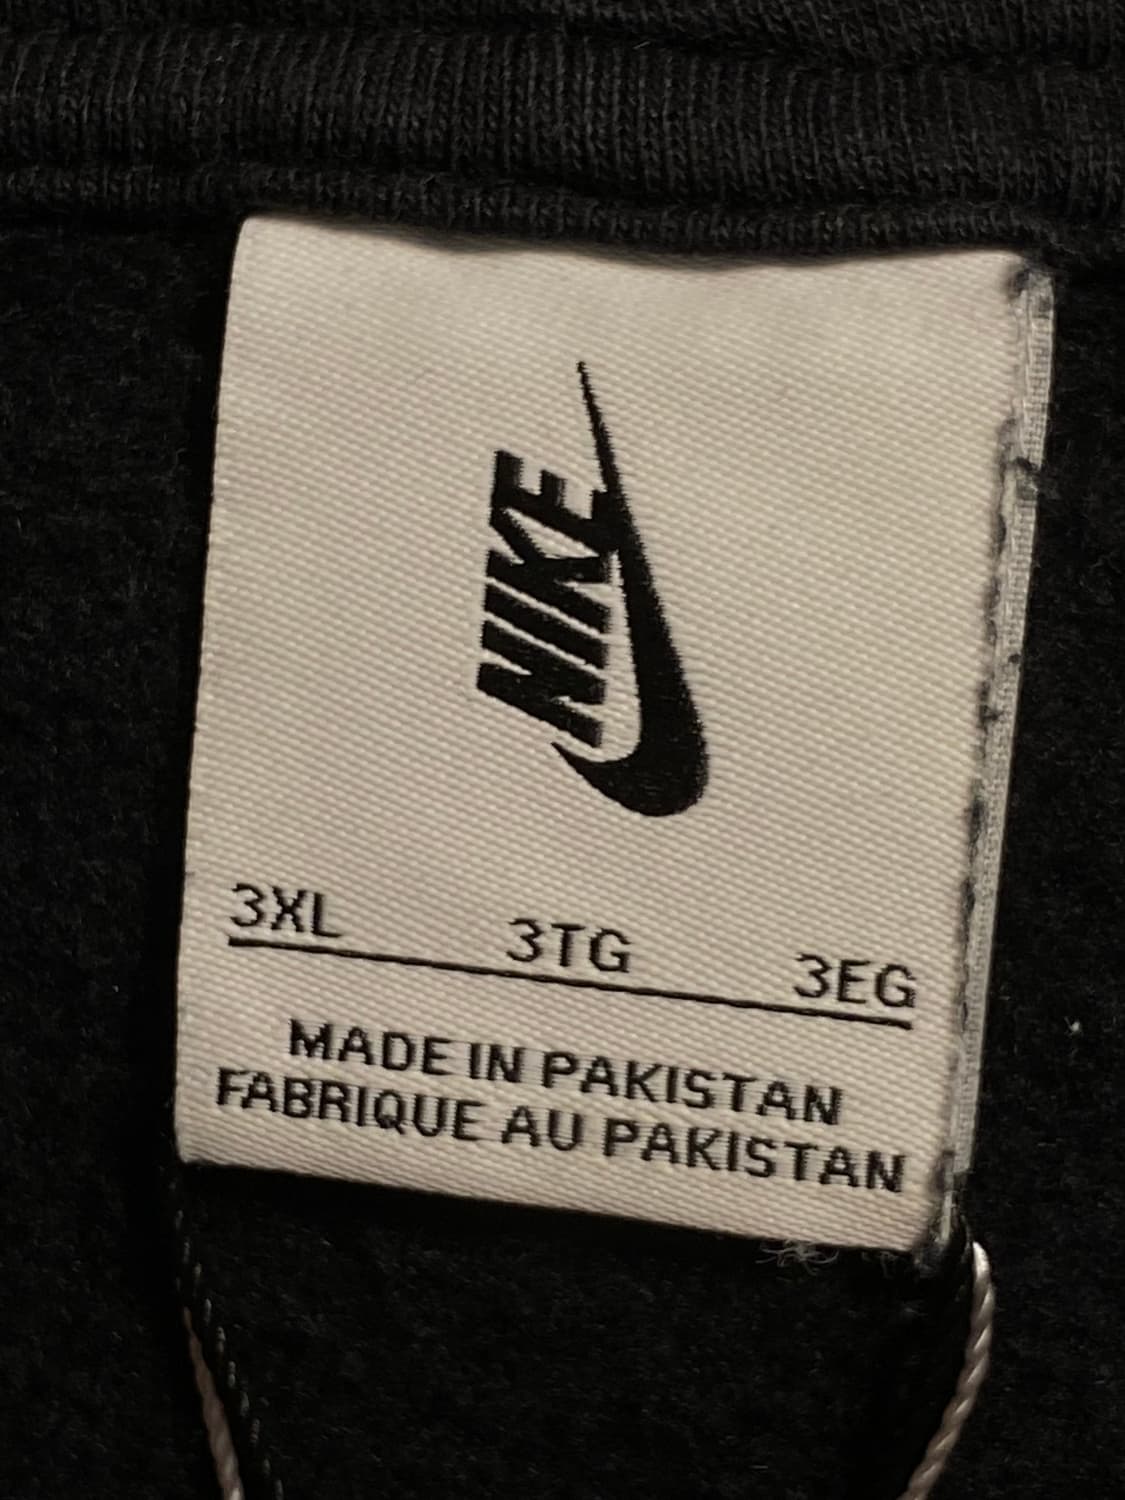 NIKE
3XL 3TG 3EG
MADE IN PAKISTAN
FABRIQUE AU PAKISTAN